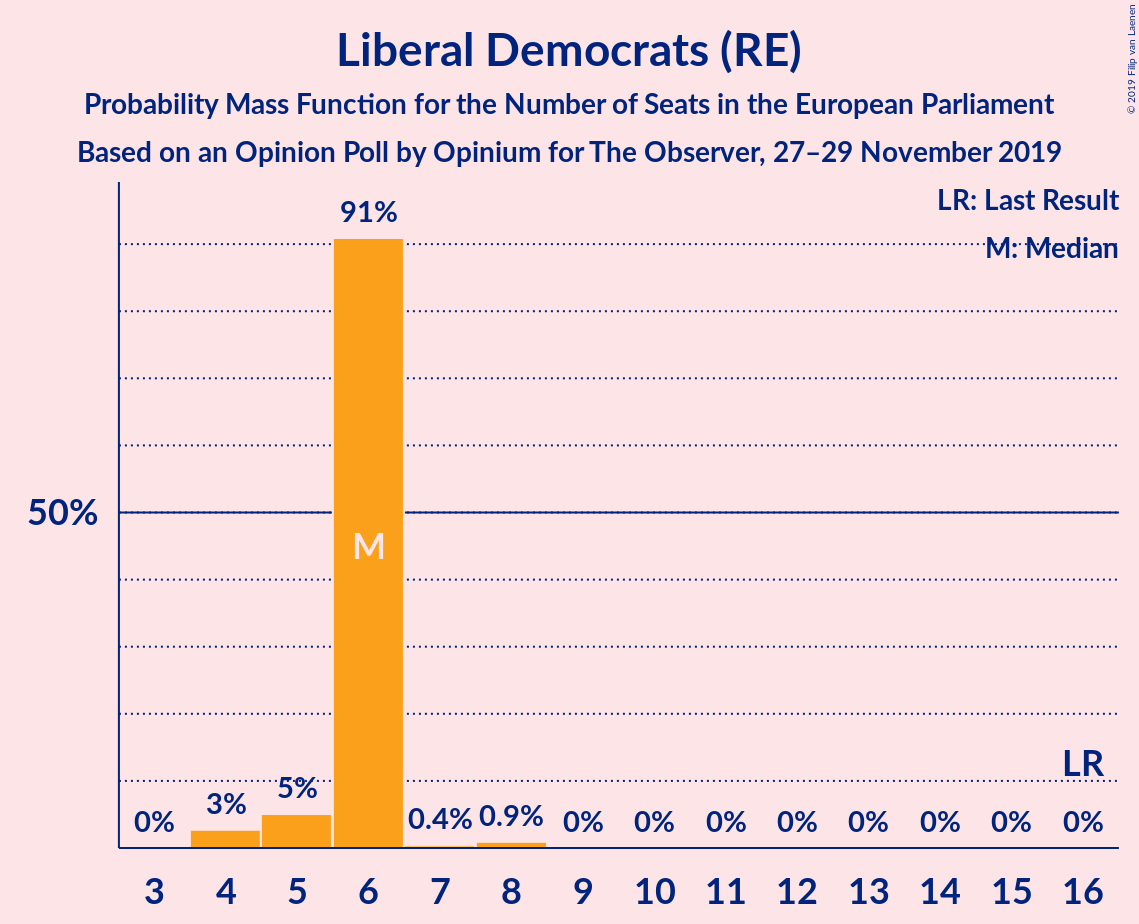 Liberal Democrats (RE)
Probability Mass Function for the Number of Seats in the European Parliament
Based on an Opinion Poll by Opinium for The Observer, 27–29 November 2019
© 2019 Filip van Laenen
LR: Last Result
M: Median
91%
50%
M
LR
0% 3% 5% 0.4% 0.9% 0% 0% 0% 0% 0% 0% 0% 0%
3 4 5 6 7 8 9 10 11 12 13 14 15 16